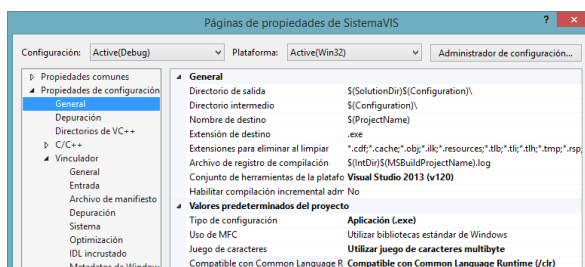 Páginas de propiedades de SistemaVIS ?
Configuración: Active(Debug) Plataforma: Active(Win32) Administrador de configuración...
Propiedades comunes
Propiedades de configuración
General
Depuración
Directorios de VC++
C/C++
Vinculador
General
Entrada
Archivo de manifiesto
Depuración
Sistema
Optimización
IDL incrustado
Metadatos de Window
General
Directorio de salida $(SolutionDir)$(Configuration)\
Directorio intermedio $(Configuration)\
Nombre de destino $(ProjectName)
Extensión de destino .exe
Extensiones para eliminar al limpiar *.cdf;*.cache;*.obj;*.ilk;*.resources;*.tlb;*.tli;*.tlh;*.tmp;*.rsp;
Archivo de registro de compilación $(IntDir)$(MSBuildProjectName).log
Conjunto de herramientas de la platafo Visual Studio 2013 (v120)
Habilitar compilación incremental adm No
Valores predeterminados del proyecto
Tipo de configuración Aplicación (.exe)
Uso de MFC Utilizar bibliotecas estándar de Windows
Juego de caracteres Utilizar juego de caracteres multibyte
Compatible con Common Language R Compatible con Common Language Runtime (/clr)